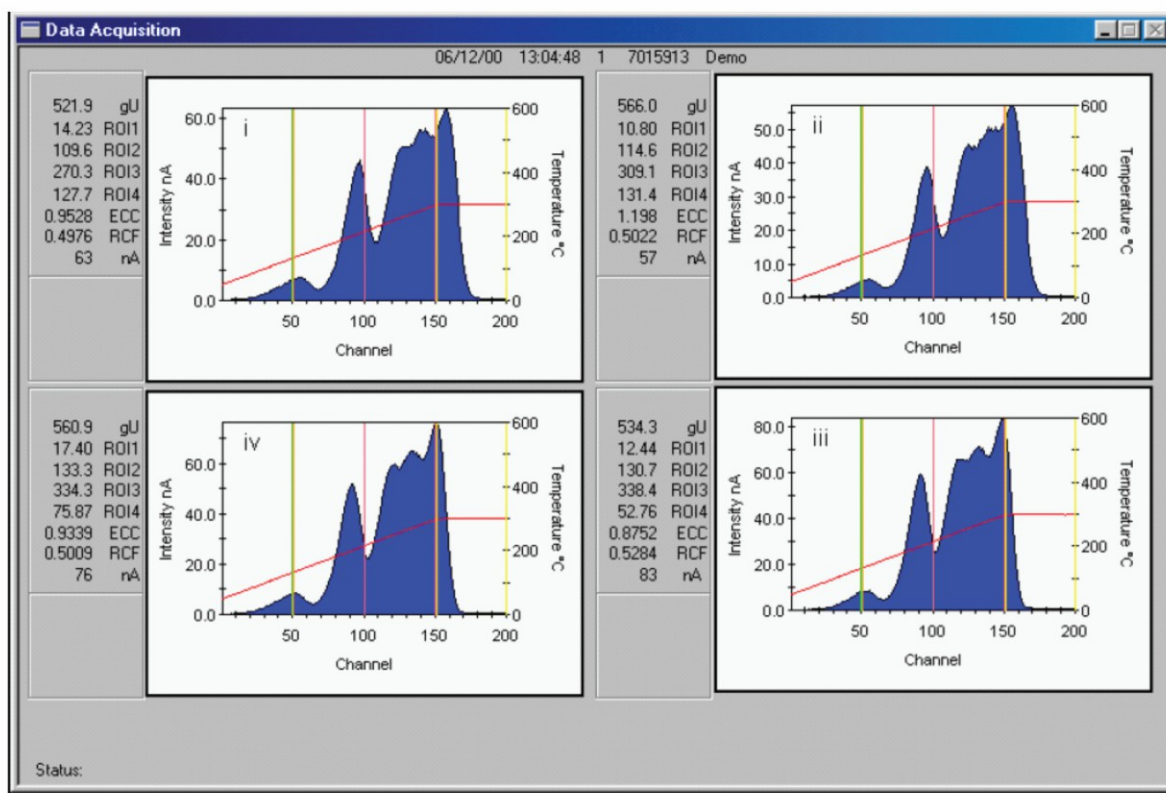 Data Acquisition
06/12/00 13:04:48 1 7015913 Demo
521.9 gU
14.23 ROI1
109.6 ROI2
270.3 ROI3
127.7 ROI4
0.9528 ECC
0.4976 RCF
63 nA
i
60.0
40.0
20.0
0.0
Intensity nA
600
400
200
0
Temperature °C
50 100 150 200
Channel
566.0 gU
10.80 ROI1
114.6 ROI2
309.1 ROI3
131.4 ROI4
1.198 ECC
0.5022 RCF
57 nA
ii
50.0
40.0
30.0
20.0
10.0
0.0
Intensity nA
600
400
200
0
Temperature °C
50 100 150 200
Channel
560.9 gU
17.40 ROI1
133.3 ROI2
334.3 ROI3
75.87 ROI4
0.9339 ECC
0.5009 RCF
76 nA
iv
60.0
40.0
20.0
0.0
Intensity nA
600
400
200
0
Temperature °C
50 100 150 200
Channel
534.3 gU
12.44 ROI1
130.7 ROI2
338.4 ROI3
52.76 ROI4
0.8752 ECC
0.5284 RCF
83 nA
iii
80.0
60.0
40.0
20.0
0.0
Intensity nA
600
400
200
0
Temperature °C
50 100 150 200
Channel
Status: